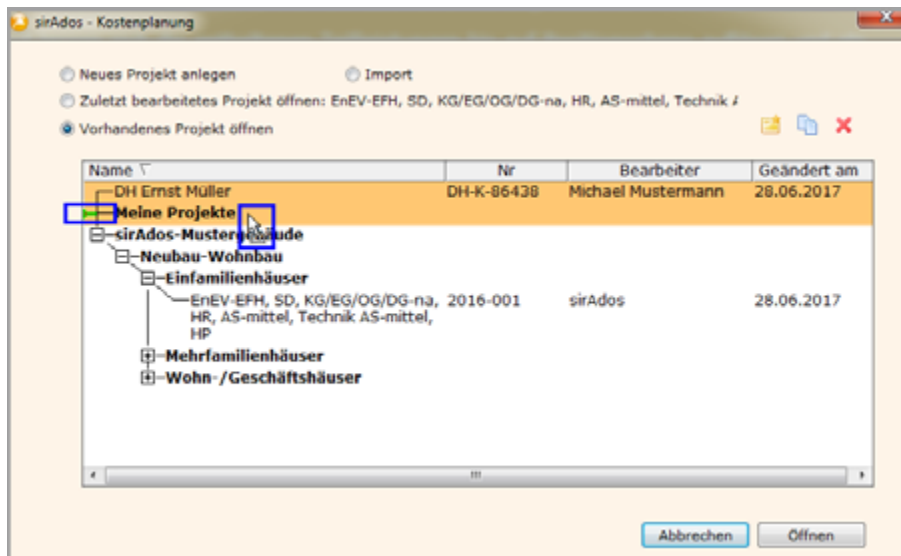 sirAdos - Kostenplanung
Neues Projekt anlegen Import
Zuletzt bearbeitetes Projekt öffnen: EnEV-EFH, SD, KG/EG/OG/DG-na, HR, AS-mittel, Technik A
Vorhandenes Projekt öffnen
Name Nr Bearbeiter Geändert am
DH Ernst Müller DH-K-86438 Michael Mustermann 28.06.2017
Meine Projekte
sirAdos-Mustergebäude
Neubau-Wohnbau
Einfamilienhäuser
EnEV-EFH, SD, KG/EG/OG/DG-na, 2016-001 sirAdos 28.06.2017
HR, AS-mittel, Technik AS-mittel,
HP
Mehrfamilienhäuser
Wohn-/Geschäftshäuser
Abbrechen Öffnen